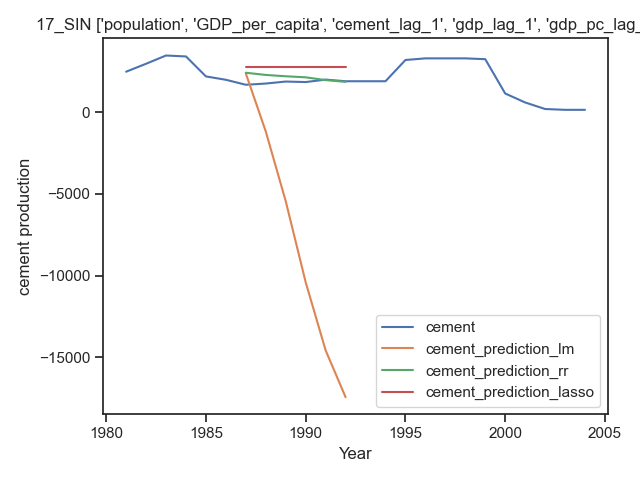 17_SIN ['population', 'GDP_per_capita', 'cement_lag_1', 'gdp_lag_1', 'gdp_pc_lag_
0
−5000
−10000
−15000
cement production
cement
cement_prediction_lm
cement_prediction_rr
cement_prediction_lasso
1980 1985 1990 1995 2000 2005
Year